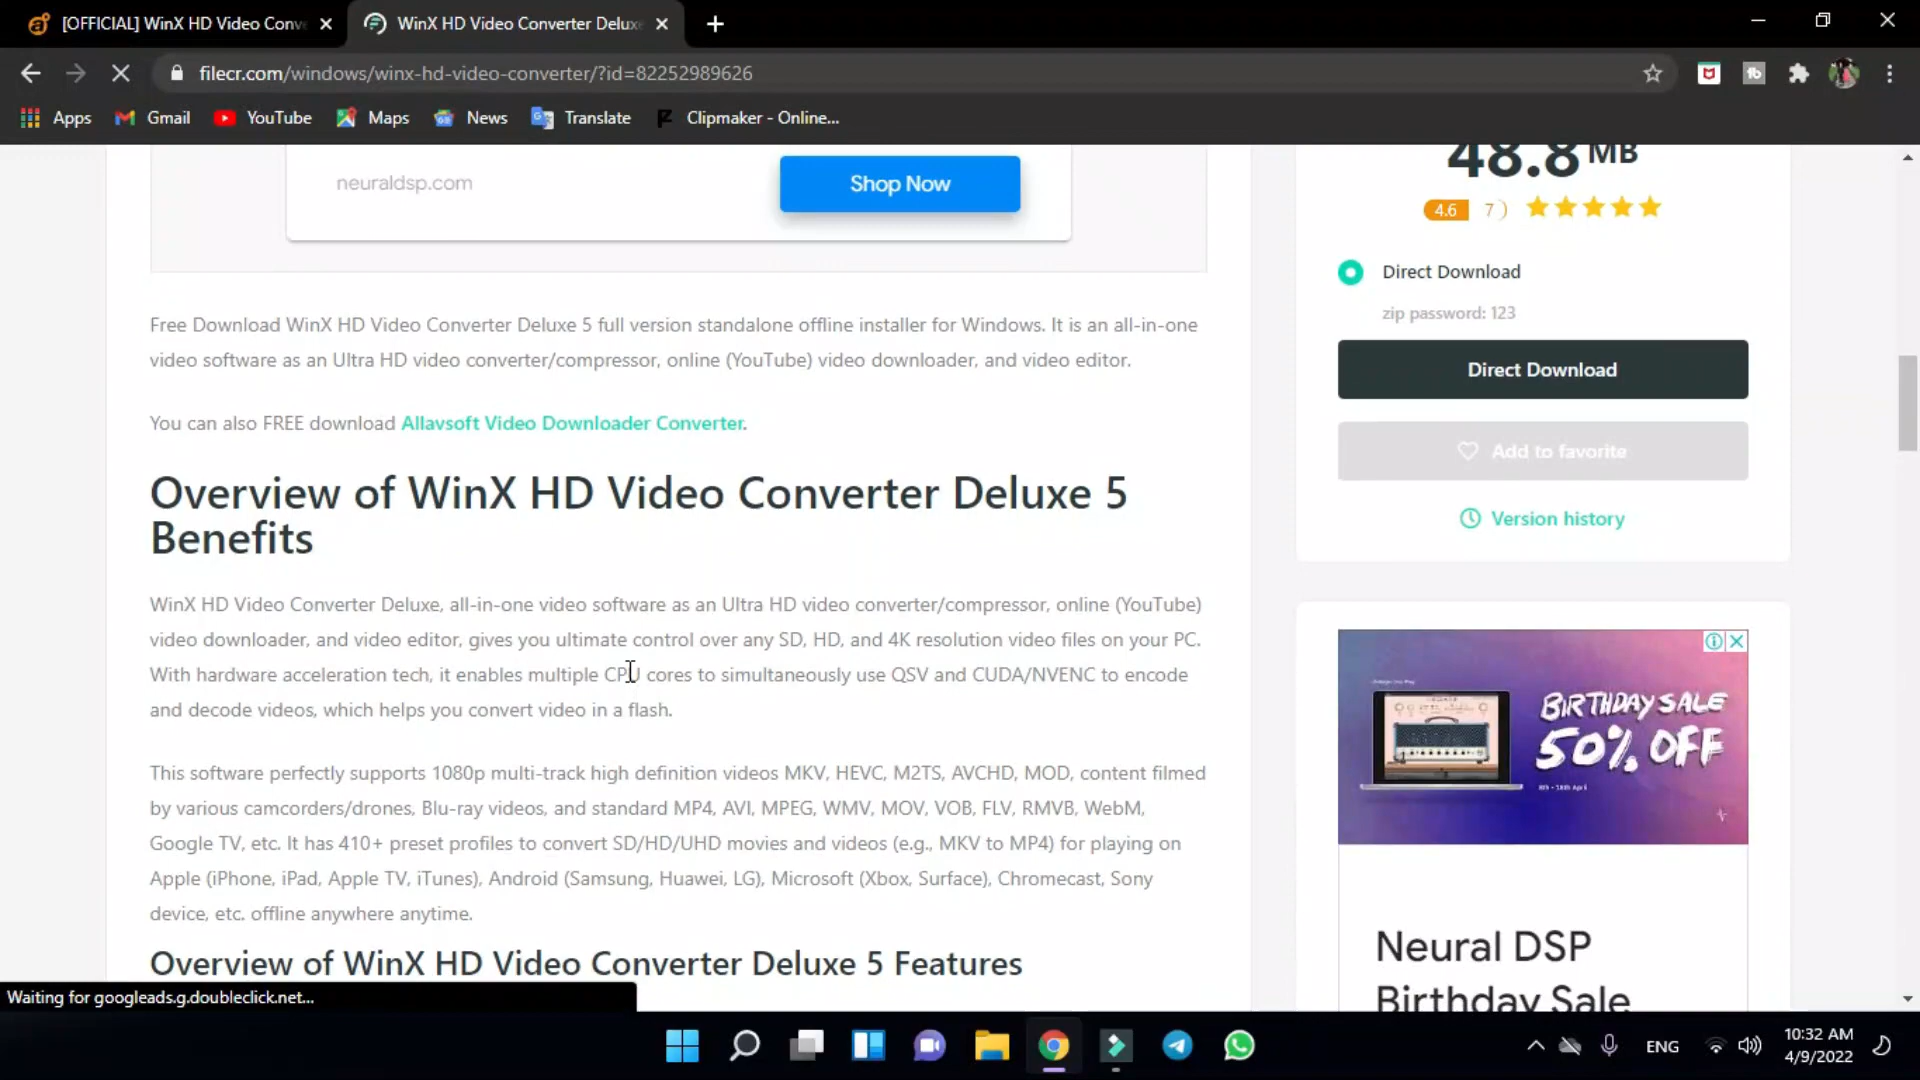 [OFFICIAL] WinX HD Video Conv
WinX HD Video Converter Delux
filecr.com/windows/winx-hd-video-converter/?id=82252989626
Apps
Gmail
YouTube
Maps
News
Translate
Clipmaker - Online...
neuraldsp.com
Shop Now
Free Download WinX HD Video Converter Deluxe 5 full version standalone offline installer for Windows. It is an all-in-one
video software as an Ultra HD video converter/compressor, online (YouTube) video downloader, and video editor.
You can also FREE download Allavsoft Video Downloader Converter.
Overview of WinX HD Video Converter Deluxe 5
Benefits
WinX HD Video Converter Deluxe, all-in-one video software as an Ultra HD video converter/compressor, online (YouTube)
video downloader, and video editor, gives you ultimate control over any SD, HD, and 4K resolution video files on your PC.
With hardware acceleration tech, it enables multiple CPU cores to simultaneously use QSV and CUDA/NVENC to encode
and decode videos, which helps you convert video in a flash.
This software perfectly supports 1080p multi-track high definition videos MKV, HEVC, M2TS, AVCHD, MOD, content filmed
by various camcorders/drones, Blu-ray videos, and standard MP4, AVI, MPEG, WMV, MOV, VOB, FLV, RMVB, WebM,
Google TV, etc. It has 410+ preset profiles to convert SD/HD/UHD movies and videos (e.g., MKV to MP4) for playing on
Apple (iPhone, iPad, Apple TV, iTunes), Android (Samsung, Huawei, LG), Microsoft (Xbox, Surface), Chromecast, Sony
device, etc. offline anywhere anytime.
Overview of WinX HD Video Converter Deluxe 5 Features
48.8 MB
4.6 7 )
Direct Download
zip password: 123
Direct Download
Add to favorite
Version history
BIRTHDAY SALE
50% OFF
Neural DSP
Birthday Sale
Waiting for googleads.g.doubleclick.net...
ENG
10:32 AM
4/9/2022